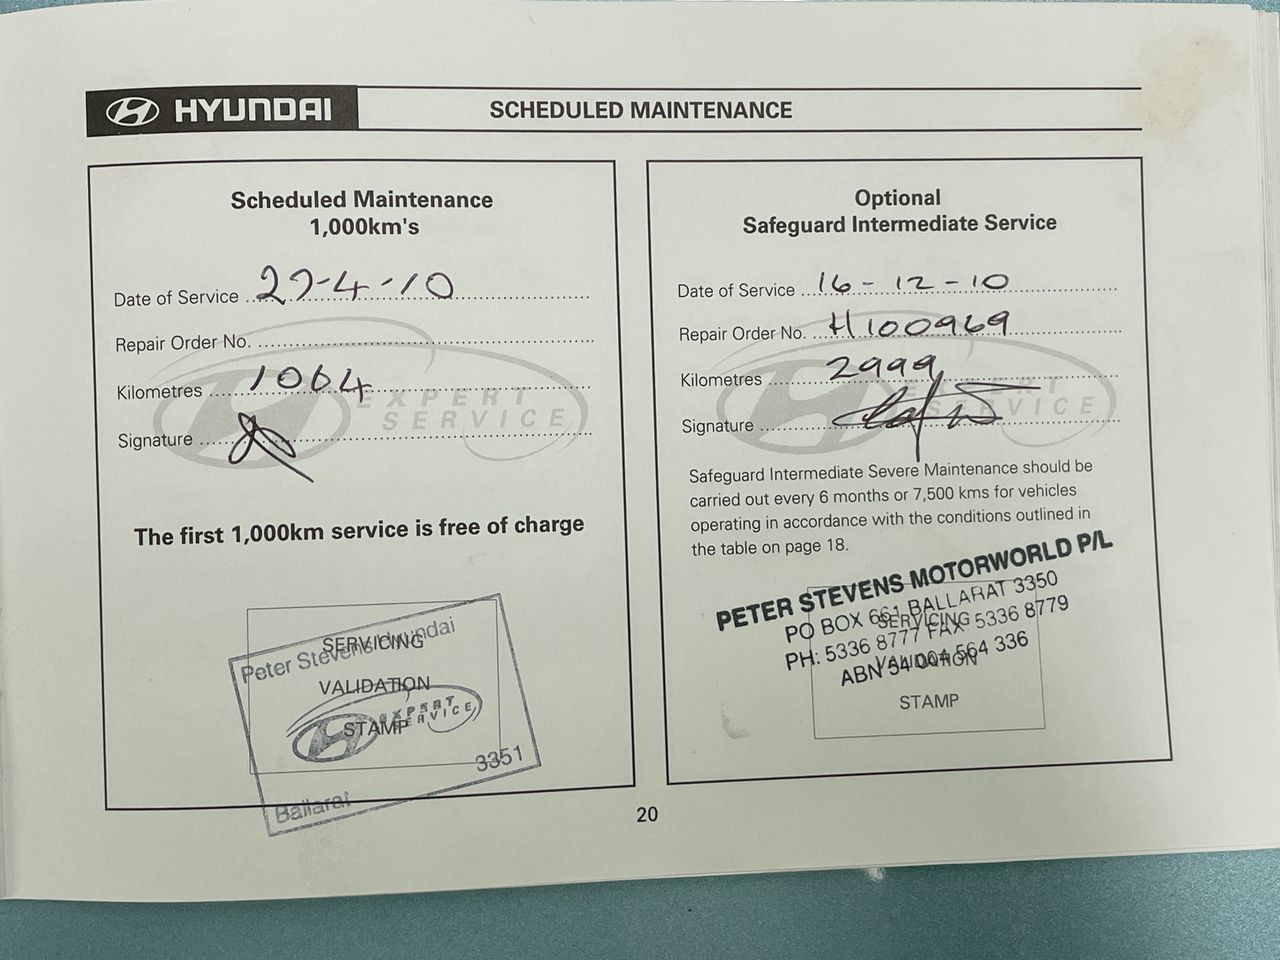 HYUNDAI
SCHEDULED MAINTENANCE
Scheduled Maintenance
1,000km's
Date of Service 27-4-10
Repair Order No.
Kilometres 1064
Signature
EXPERT
SERVICE
The first 1,000km service is free of charge
SERVICING
VALIDATION
STAMP
Peter Stevens Hyundai
EXPERT
SERVICE
Ballarat 3351
Optional
Safeguard Intermediate Service
Date of Service 16-12-10
Repair Order No. H100969
Kilometres 2999
Signature
EXPERT
SERVICE
Safeguard Intermediate Severe Maintenance should be
carried out every 6 months or 7,500 kms for vehicles
operating in accordance with the conditions outlined in
the table on page 18.
PETER STEVENS MOTORWORLD P/L
PO BOX 661 BALLARAT 3350
PH: 5336 8777 FAX 5336 8779
ABN 54 004 564 336
SERVICING
VALIDATION
STAMP
20